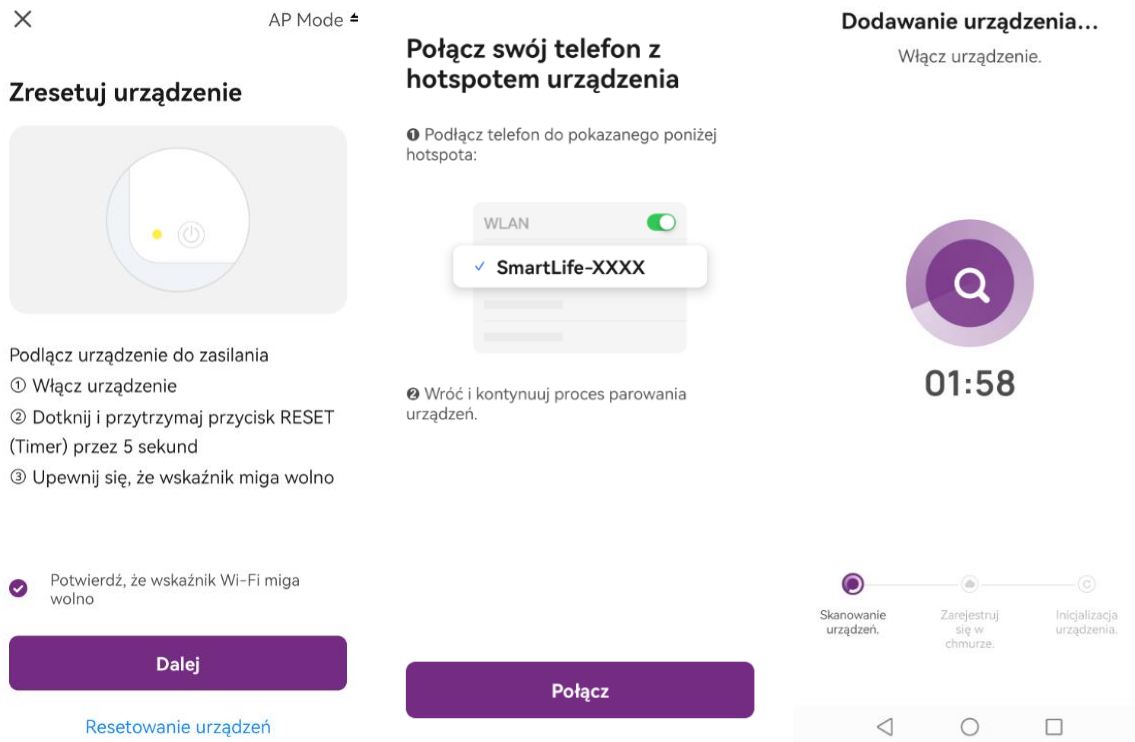 AP Mode
Zresetuj urządzenie
Podłącz urządzenie do zasilania
① Włącz urządzenie
② Dotknij i przytrzymaj przycisk RESET
(Timer) przez 5 sekund
③ Upewnij się, że wskaźnik miga wolno
Potwierdź, że wskaźnik Wi-Fi miga
wolno
Dalej
Resetowanie urządzeń
Połącz swój telefon z
hotspotem urządzenia
❶ Podłącz telefon do pokazanego poniżej
hotspota:
WLAN
SmartLife-XXXX
❷ Wróć i kontynuuj proces parowania
urządzeń.
Połącz
Dodawanie urządzenia...
Włącz urządzenie.
01:58
Skanowanie
urządzeń.
Zarejestruj
się w
chmurze.
Inicjalizacja
urządzenia.